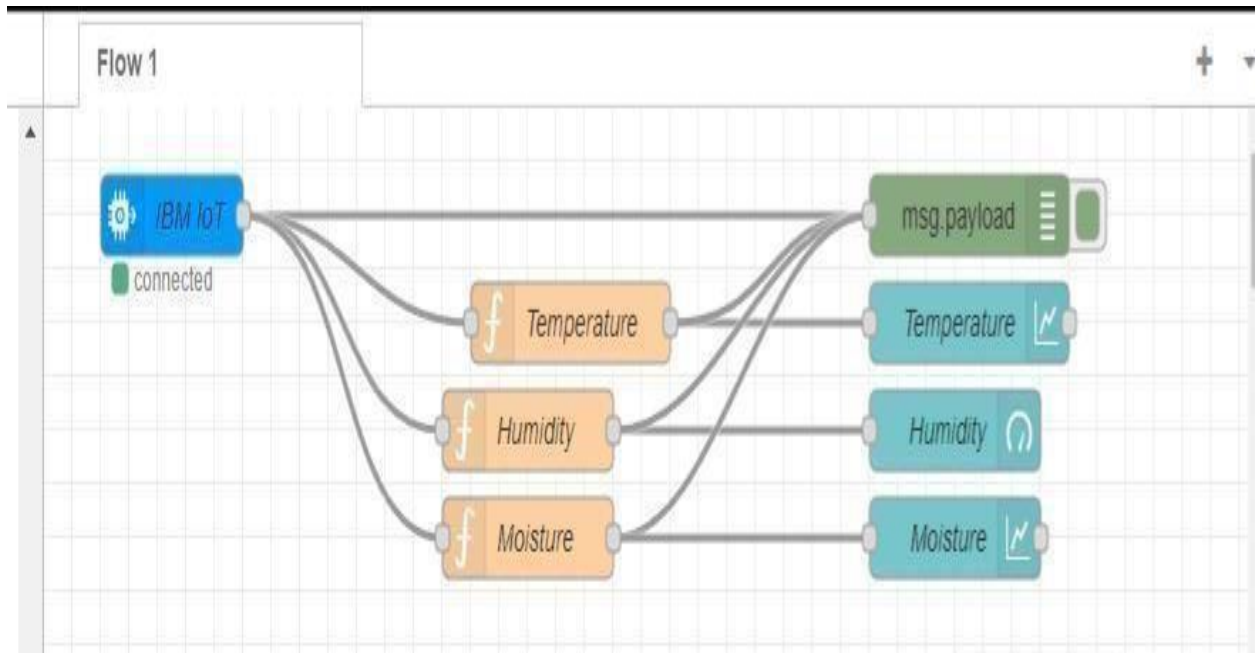 Flow 1
IBM IoT
connected
msg.payload
Temperature
Temperature
Humidity
Humidity
Moisture
Moisture